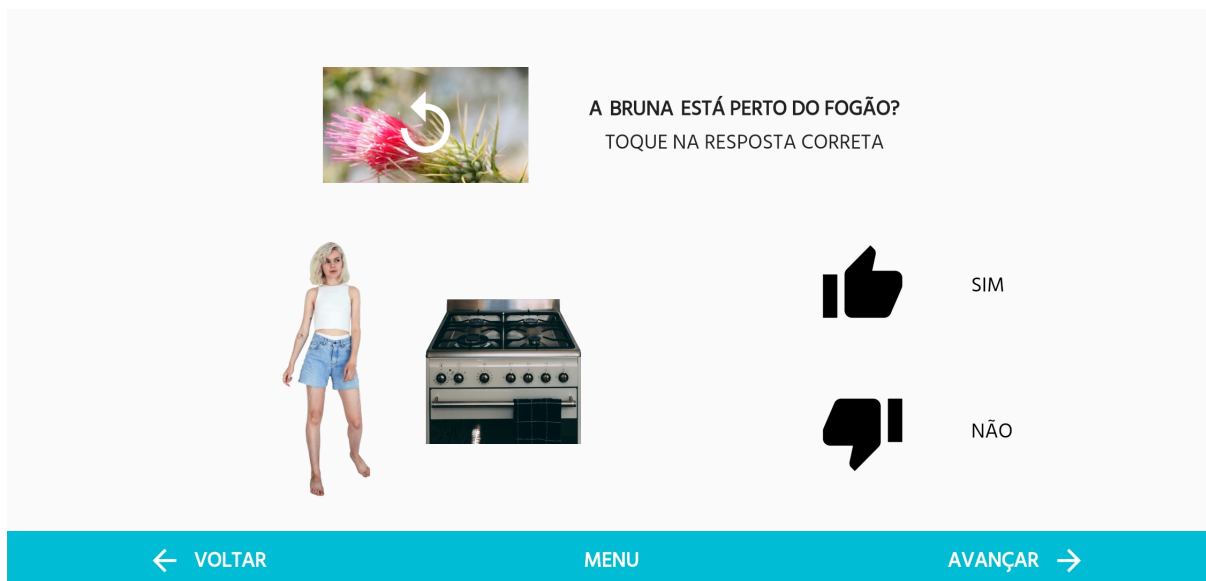 A BRUNA ESTÁ PERTO DO FOGÃO?
TOQUE NA RESPOSTA CORRETA
SIM
NÃO
VOLTAR
MENU
AVANÇAR